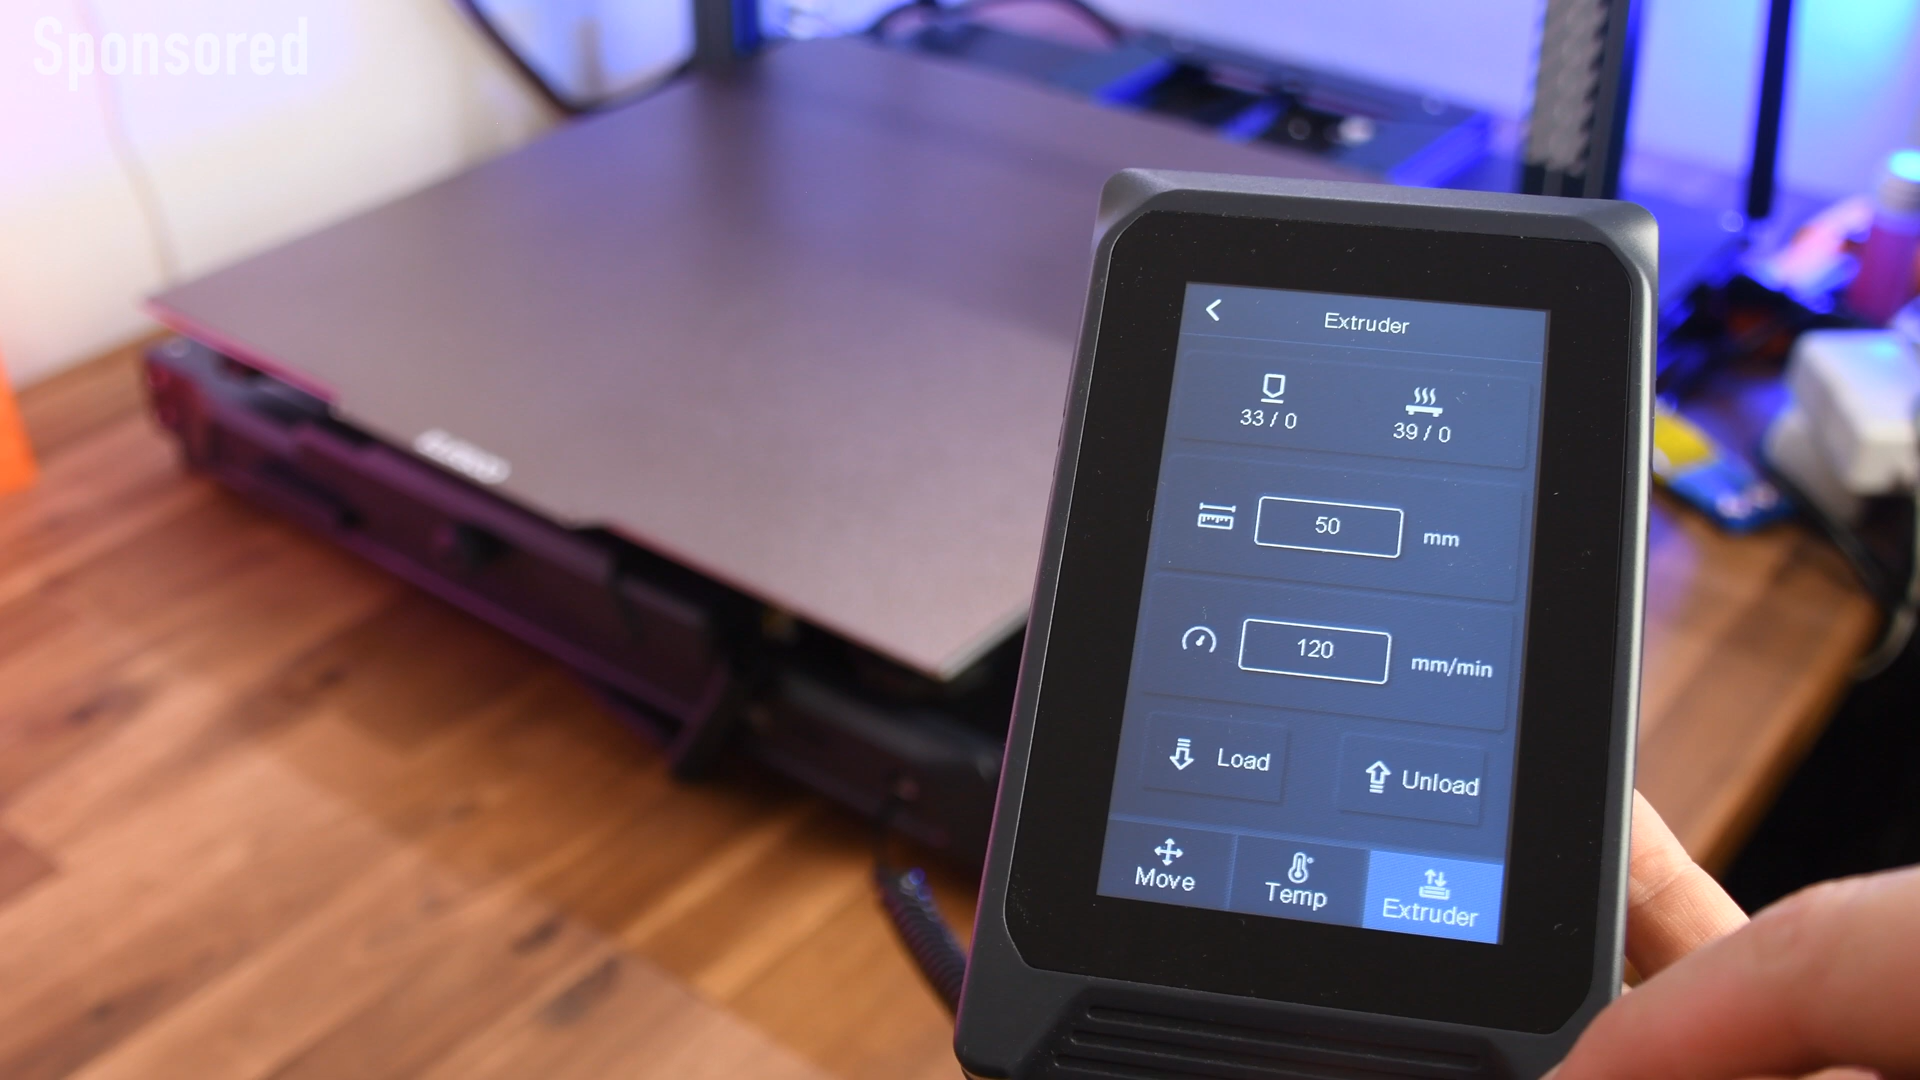 Sponsored
Extruder
33 / 0
39 / 0
50 mm
120 mm/min
Load
Unload
Move
Temp
Extruder